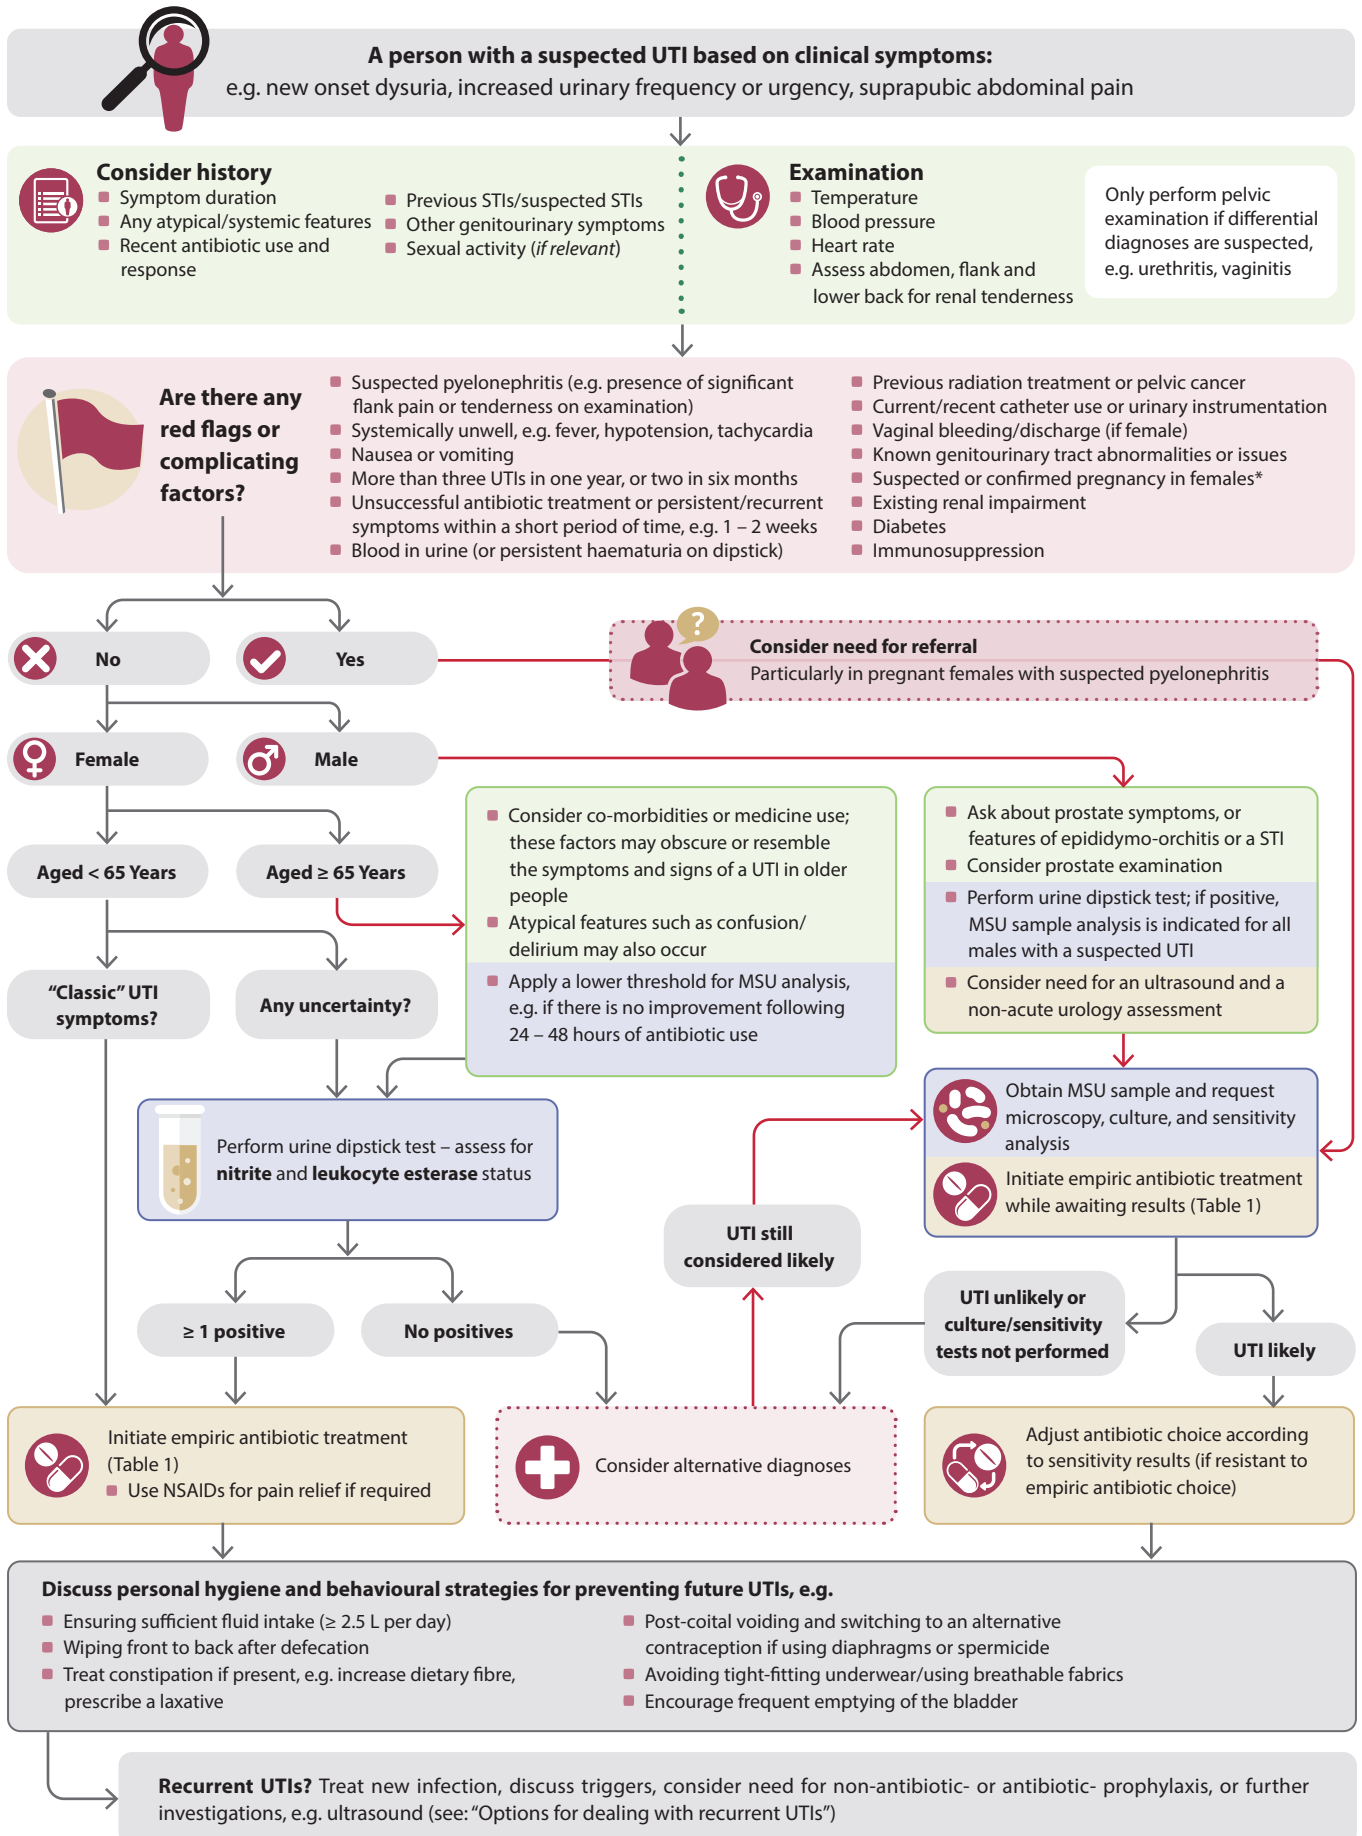 A person with a suspected UTI based on clinical symptoms:
e.g. new onset dysuria, increased urinary frequency or urgency, suprapubic abdominal pain
Consider history
■ Symptom duration
■ Any atypical/systemic features
■ Recent antibiotic use and
response
■ Previous STIs/suspected STIs
■ Other genitourinary symptoms
■ Sexual activity (if relevant)
Examination
■ Temperature
■ Blood pressure
■ Heart rate
■ Assess abdomen, flank and
lower back for renal tenderness
Only perform pelvic
examination if differential
diagnoses are suspected,
e.g. urethritis, vaginitis
Are there any
red flags or
complicating
factors?
■ Suspected pyelonephritis (e.g. presence of significant
flank pain or tenderness on examination)
■ Systemically unwell, e.g. fever, hypotension, tachycardia
■ Nausea or vomiting
■ More than three UTIs in one year, or two in six months
■ Unsuccessful antibiotic treatment or persistent/recurrent
symptoms within a short period of time, e.g. 1 – 2 weeks
■ Blood in urine (or persistent haematuria on dipstick)
■ Previous radiation treatment or pelvic cancer
■ Current/recent catheter use or urinary instrumentation
■ Vaginal bleeding/discharge (if female)
■ Known genitourinary tract abnormalities or issues
■ Suspected or confirmed pregnancy in females*
■ Existing renal impairment
■ Diabetes
■ Immunosuppression
No
Yes
?
Consider need for referral
Particularly in pregnant females with suspected pyelonephritis
Female
Male
Aged < 65 Years
Aged ≥ 65 Years
■ Consider co-morbidities or medicine use;
these factors may obscure or resemble
the symptoms and signs of a UTI in older
people
■ Atypical features such as confusion/
delirium may also occur
■ Apply a lower threshold for MSU analysis,
e.g. if there is no improvement following
24 – 48 hours of antibiotic use
■ Ask about prostate symptoms, or
features of epididymo-orchitis or a STI
■ Consider prostate examination
■ Perform urine dipstick test; if positive,
MSU sample analysis is indicated for all
males with a suspected UTI
■ Consider need for an ultrasound and a
non-acute urology assessment
"Classic" UTI
symptoms?
Any uncertainty?
Perform urine dipstick test – assess for
nitrite and leukocyte esterase status
Obtain MSU sample and request
microscopy, culture, and sensitivity
analysis
Initiate empiric antibiotic treatment
while awaiting results (Table 1)
UTI still
considered likely
≥ 1 positive
No positives
UTI unlikely or
culture/sensitivity
tests not performed
UTI likely
Initiate empiric antibiotic treatment
(Table 1)
■ Use NSAIDs for pain relief if required
Consider alternative diagnoses
Adjust antibiotic choice according
to sensitivity results (if resistant to
empiric antibiotic choice)
Discuss personal hygiene and behavioural strategies for preventing future UTIs, e.g.
■ Ensuring sufficient fluid intake (≥ 2.5 L per day)
■ Wiping front to back after defecation
■ Treat constipation if present, e.g. increase dietary fibre,
prescribe a laxative
■ Post-coital voiding and switching to an alternative
contraception if using diaphragms or spermicide
■ Avoiding tight-fitting underwear/using breathable fabrics
■ Encourage frequent emptying of the bladder
Recurrent UTIs? Treat new infection, discuss triggers, consider need for non-antibiotic- or antibiotic- prophylaxis, or further
investigations, e.g. ultrasound (see: "Options for dealing with recurrent UTIs")